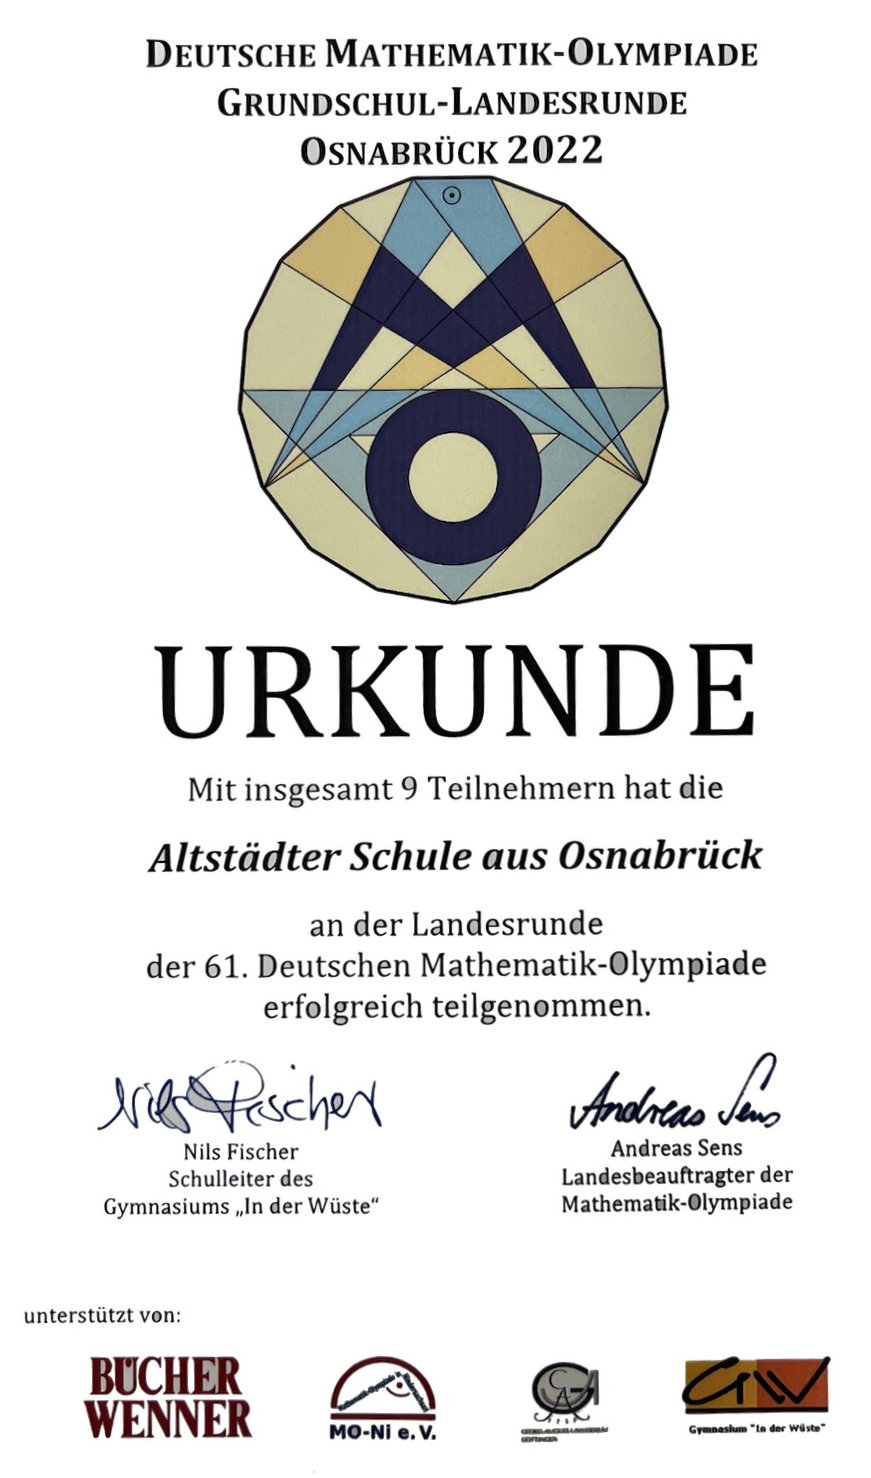 DEUTSCHE MATHEMATIK-OLYMPIADE
GRUNDSCHUL-LANDESRUNDE
OSNABRÜCK 2022
URKUNDE
Mit insgesamt 9 Teilnehmern hat die
Altstädter Schule aus Osnabrück
an der Landesrunde
der 61. Deutschen Mathematik-Olympiade
erfolgreich teilgenommen.
Nils Fischer
Andreas Sens
Nils Fischer
Schulleiter des
Gymnasiums „In der Wüste“
Andreas Sens
Landesbeauftragter der
Mathematik-Olympiade
unterstützt von:
BÜCHER
WENNER
MO-Ni e.V.
GW
Gymnasium "In der Wüste"